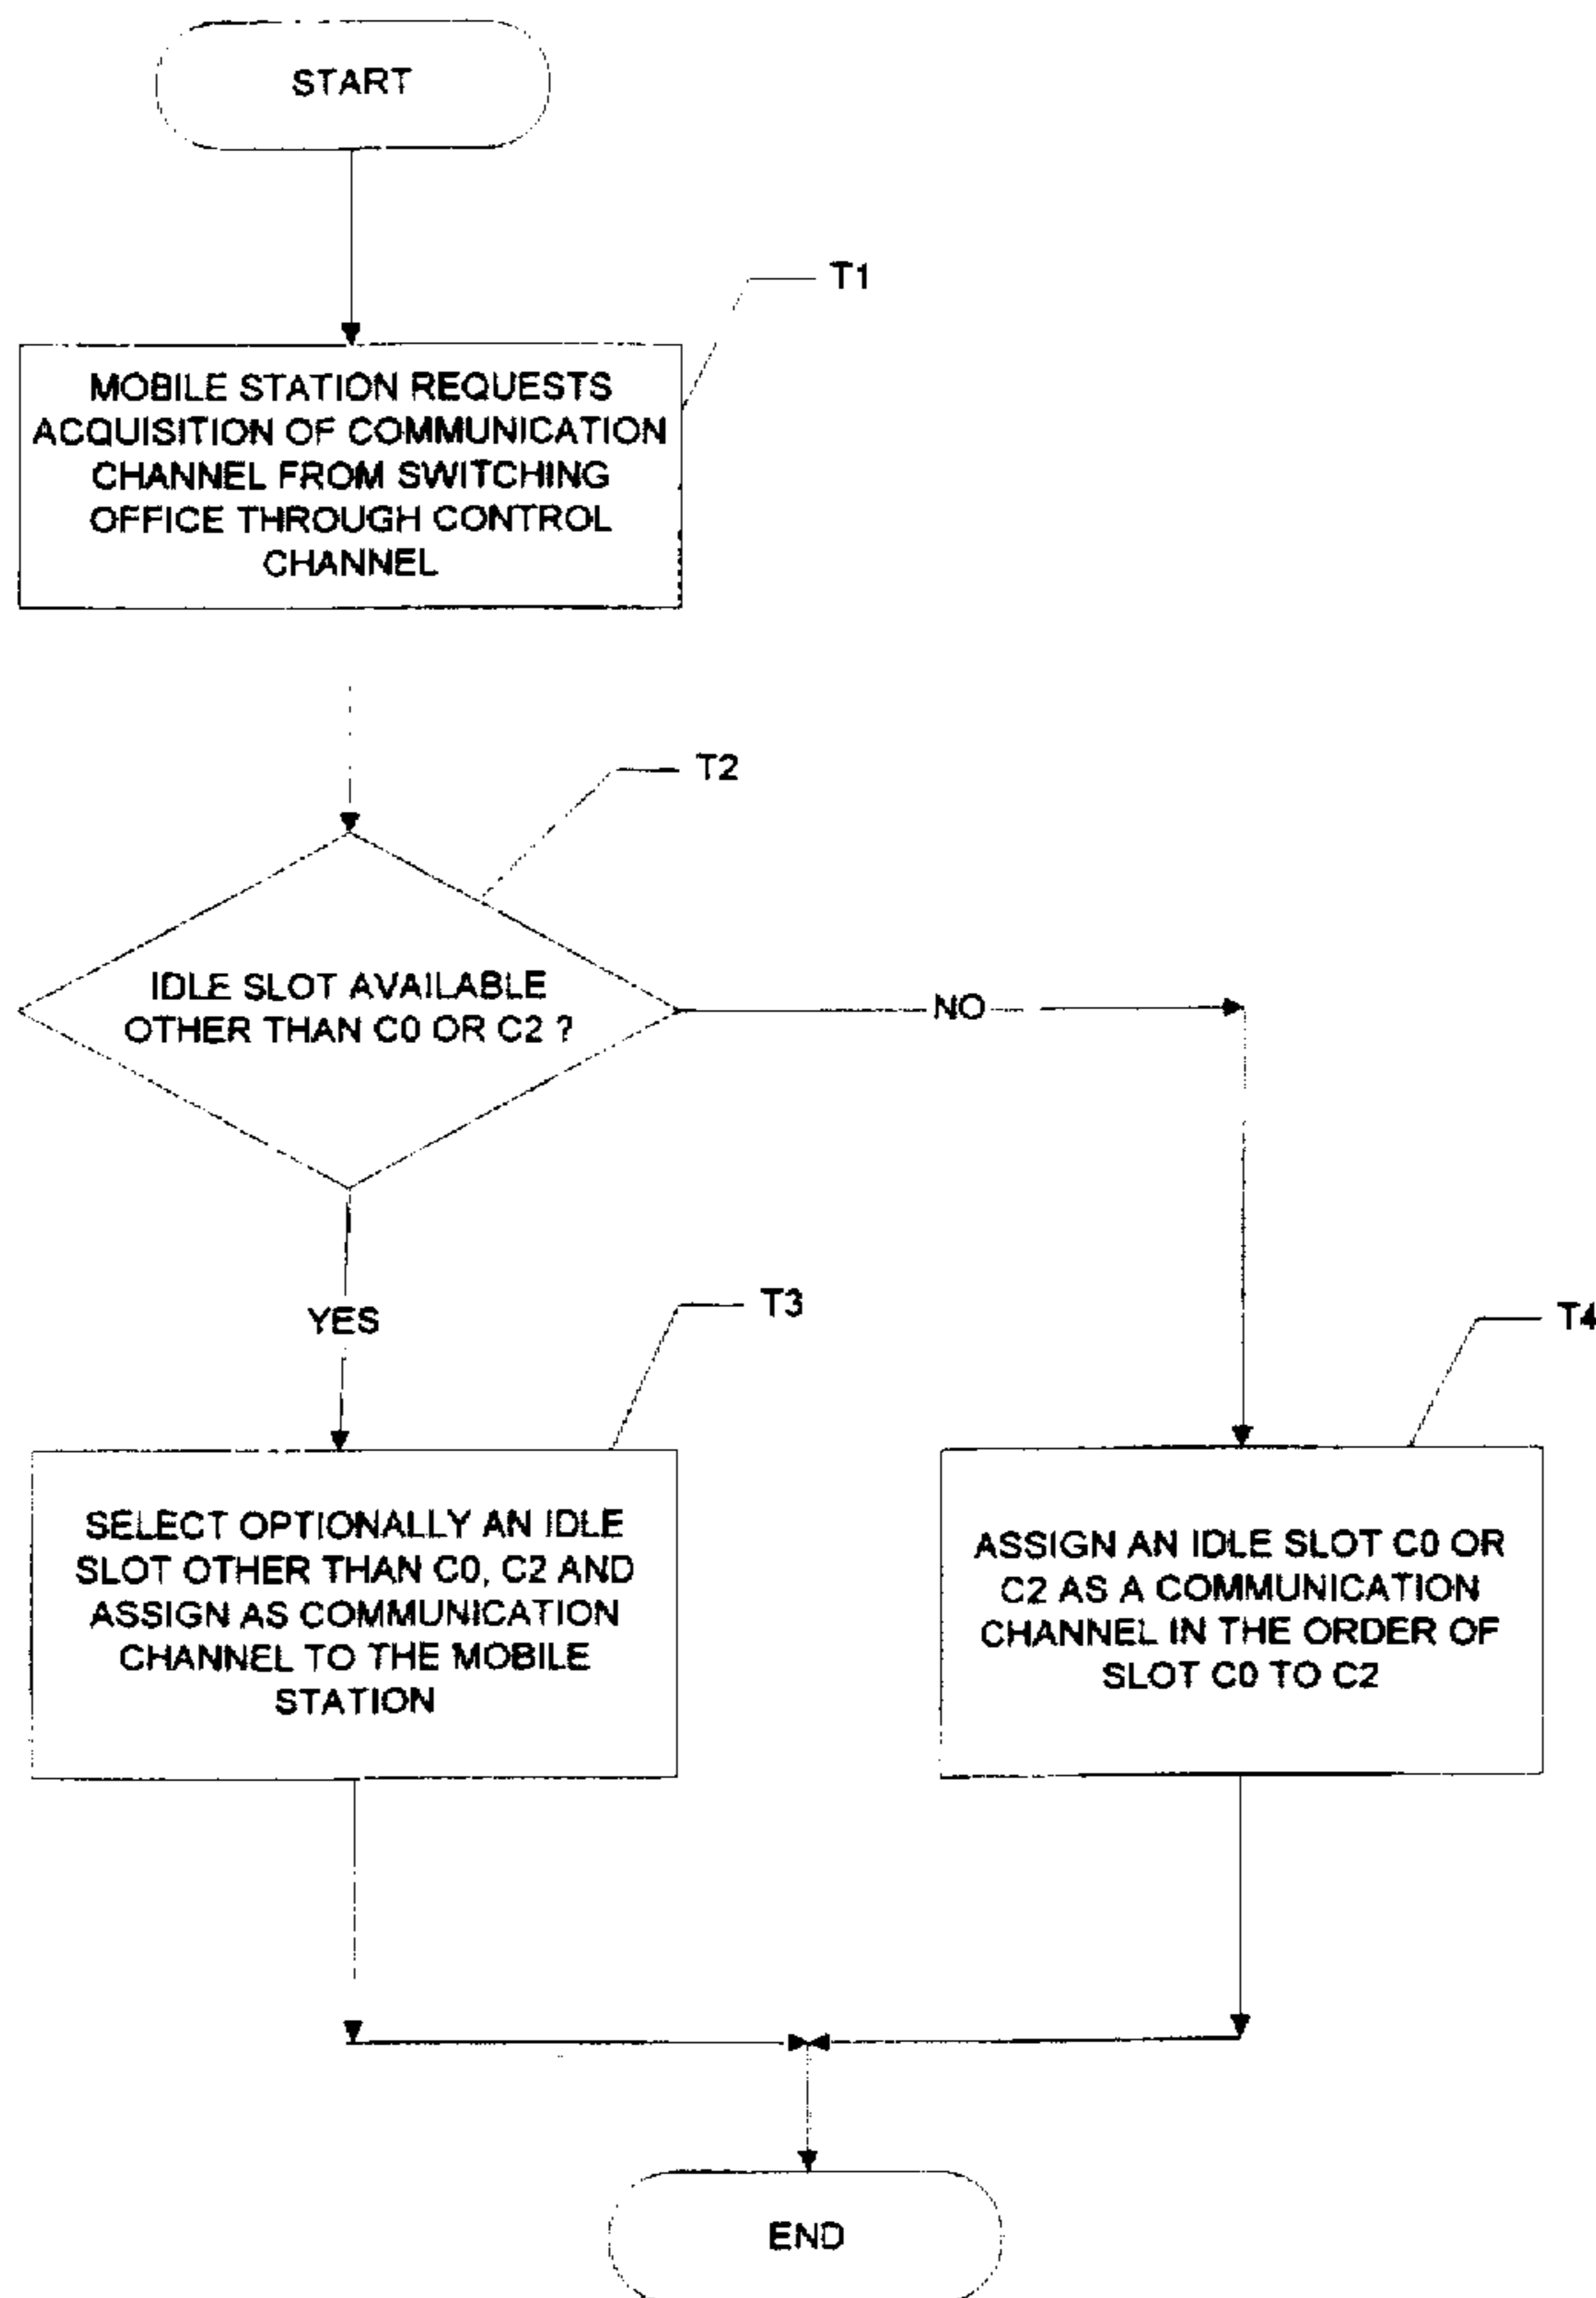 START
T1
MOBILE STATION REQUESTS
ACQUISITION OF COMMUNICATION
CHANNEL FROM SWITCHING
OFFICE THROUGH CONTROL
CHANNEL
T2
IDLE SLOT AVAILABLE
OTHER THAN C0 OR C2 ?
NO
YES
T3
SELECT OPTIONALLY AN IDLE
SLOT OTHER THAN C0, C2 AND
ASSIGN AS COMMUNICATION
CHANNEL TO THE MOBILE
STATION
T4
ASSIGN AN IDLE SLOT C0 OR
C2 AS A COMMUNICATION
CHANNEL IN THE ORDER OF
SLOT C0 TO C2
END